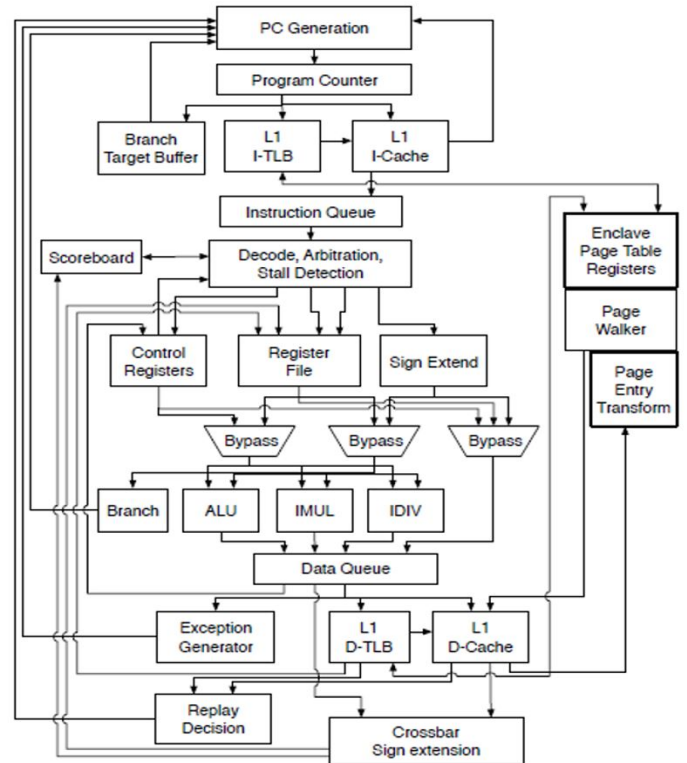 PC Generation
Program Counter
Branch
Target Buffer
L1
I-TLB
L1
I-Cache
Instruction Queue
Scoreboard
Decode, Arbitration,
Stall Detection
Enclave
Page Table
Registers
Page
Walker
Page
Entry
Transform
Control
Registers
Register
File
Sign Extend
Bypass
Bypass
Bypass
Branch
ALU
IMUL
IDIV
Data Queue
Exception
Generator
L1
D-TLB
L1
D-Cache
Replay
Decision
Crossbar
Sign extension